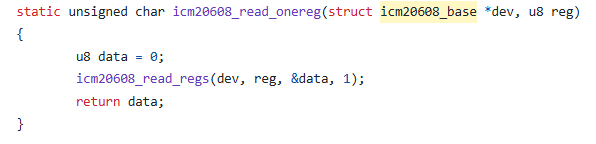 static unsigned char icm20608_read_onereg(struct icm20608_base *dev, u8 reg)
{
        u8 data = 0;
        icm20608_read_regs(dev, reg, &data, 1);
        return data;
}